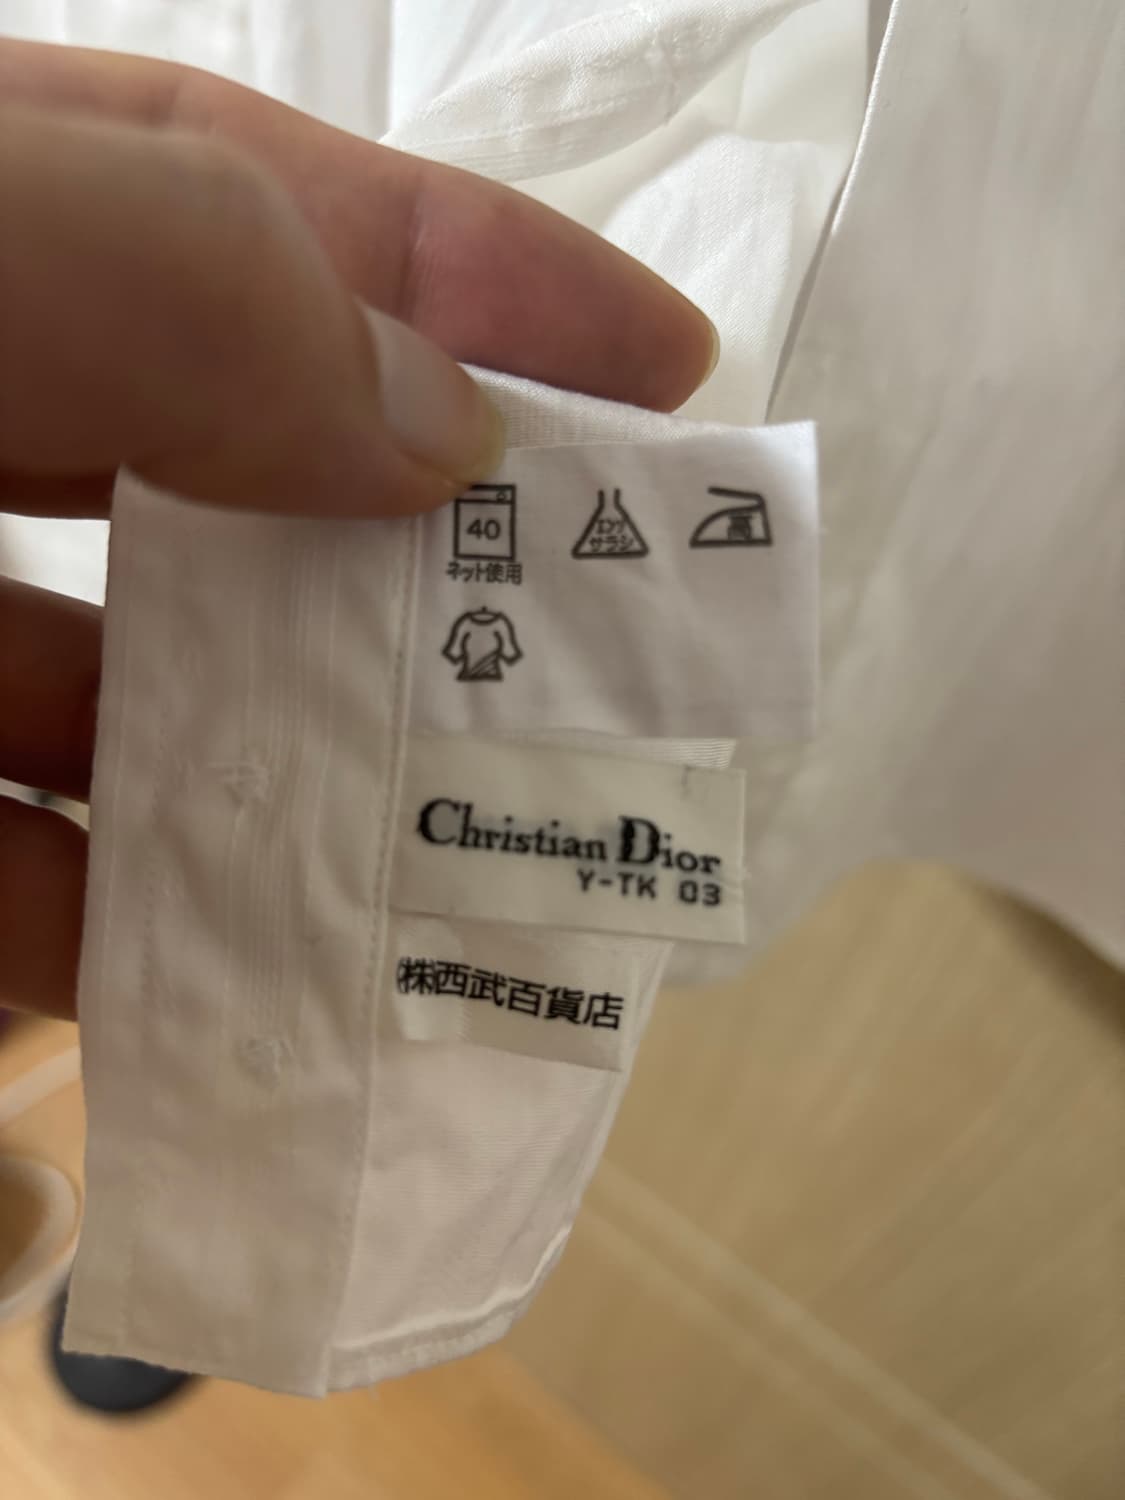 40
エンソ
サラシ
高
ネット使用
Christian Dior
Y-TK 03
㈱西武百貨店